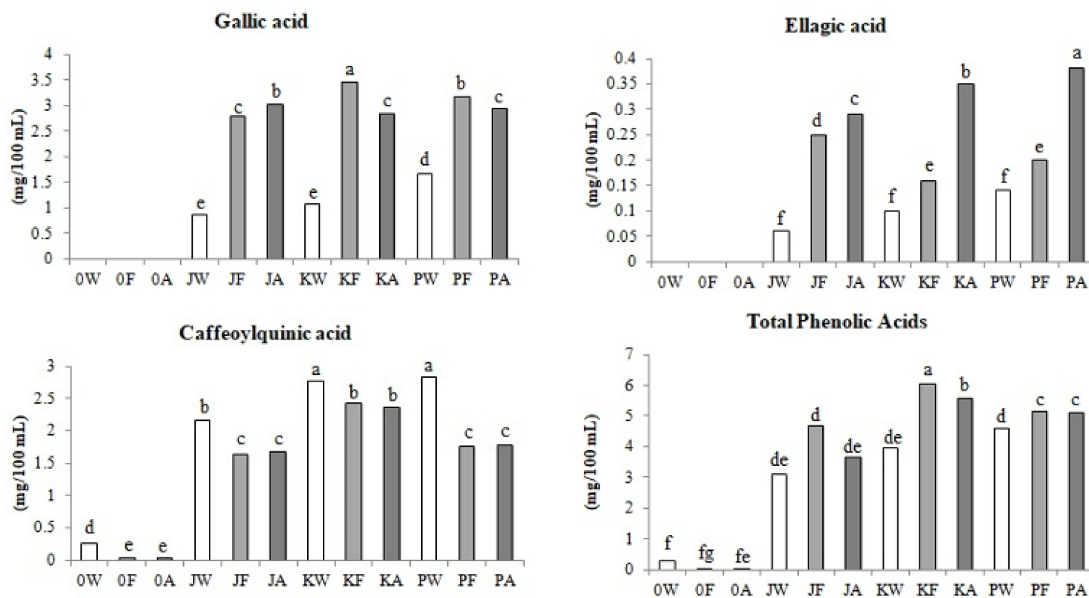 Gallic acid
(mg/100 mL)
4
3.5
3
2.5
2
1.5
1
0.5
0
e
c
b
e
a
c
d
b
c
0W 0F 0A JW JF JA KW KF KA PW PF PA
Ellagic acid
(mg/100 mL)
0.4
0.35
0.3
0.25
0.2
0.15
0.1
0.05
0
f
d
c
f
e
b
f
e
a
0W 0F 0A JW JF JA KW KF KA PW PF PA
Caffeoylquinic acid
(mg/100 mL)
3
2.5
2
1.5
1
0.5
0
d
e
e
b
c
c
a
b
b
a
c
c
0W 0F 0A JW JF JA KW KF KA PW PF PA
Total Phenolic Acids
(mg/100 mL)
7
6
5
4
3
2
1
0
f
fg
fe
de
d
de
de
a
b
d
c
c
0W 0F 0A JW JF JA KW KF KA PW PF PA